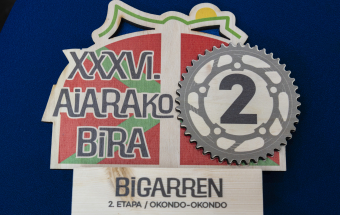 XXXVI.
AIARAKO
BIRA
2
BIGARREN
2. ETAPA / OKONDO-OKONDO